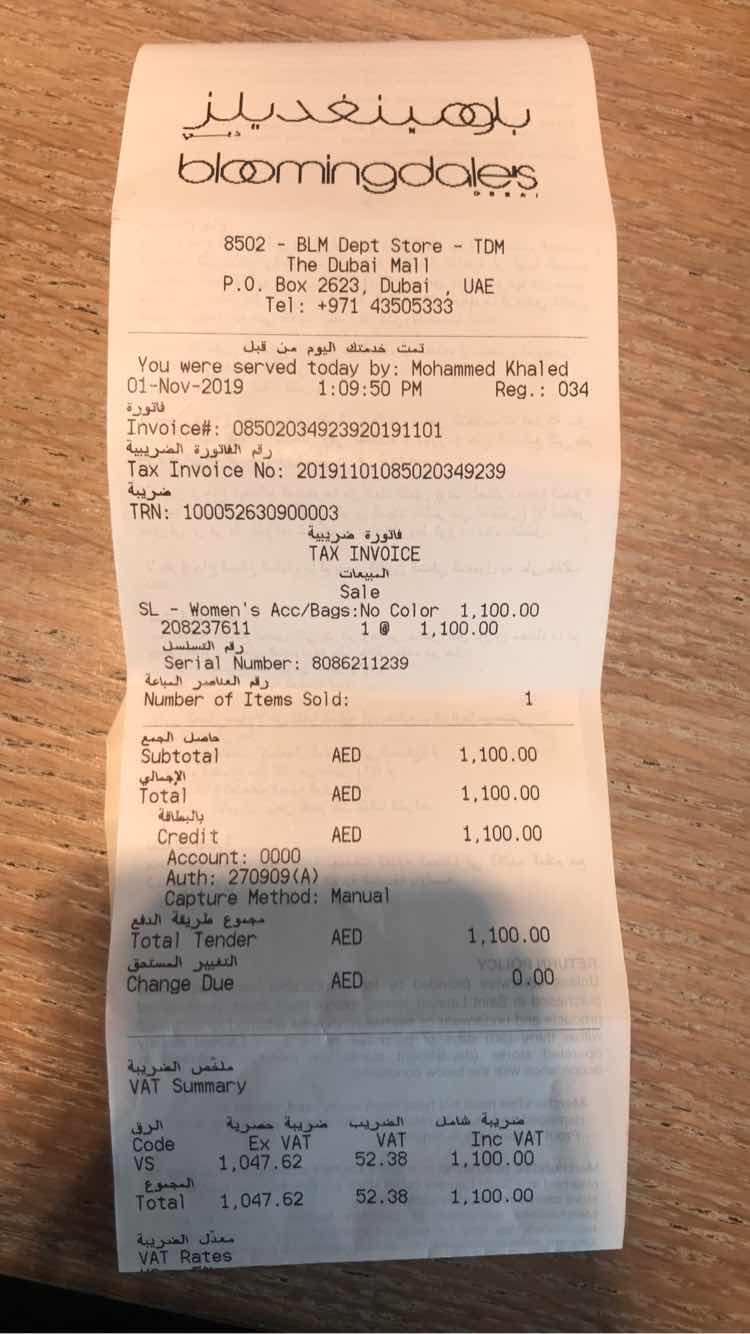 بلومينغديلز
دبي
bloomingdale's
DUBAI
8502 - BLM Dept Store - TDM
The Dubai Mall
P.O. Box 2623, Dubai , UAE
Tel: +971 43505333
تمت خدمتك اليوم من قبل
You were served today by: Mohammed Khaled
01-Nov-2019 1:09:50 PM Reg.: 034
فاتورة
Invoice#: 08502034923920191101
رقم الفاتورة الضريبية
Tax Invoice No: 20191101085020349239
ضريبة
TRN: 100052630900003
فاتورة ضريبية
TAX INVOICE
المبيعات
Sale
SL - Women's Acc/Bags:No Color 1,100.00
208237611 1 @ 1,100.00
رقم التسلسل
Serial Number: 8086211239
رقم العناصر المباعة
Number of Items Sold: 1
حاصل الجمع
Subtotal AED 1,100.00
الإجمالي
Total AED 1,100.00
بالبطاقة
Credit AED 1,100.00
Account: 0000
Auth: 270909(A)
Capture Method: Manual
مجموع طريقة الدفع
Total Tender AED 1,100.00
التغيير المستحق
Change Due AED 0.00
ملخص الضريبة
VAT Summary
الرق ضريبة حصرية الضريب ضريبة شامل
Code Ex VAT VAT Inc VAT
VS 1,047.62 52.38 1,100.00
المجموع
Total 1,047.62 52.38 1,100.00
معدل الضريبة
VAT Rates